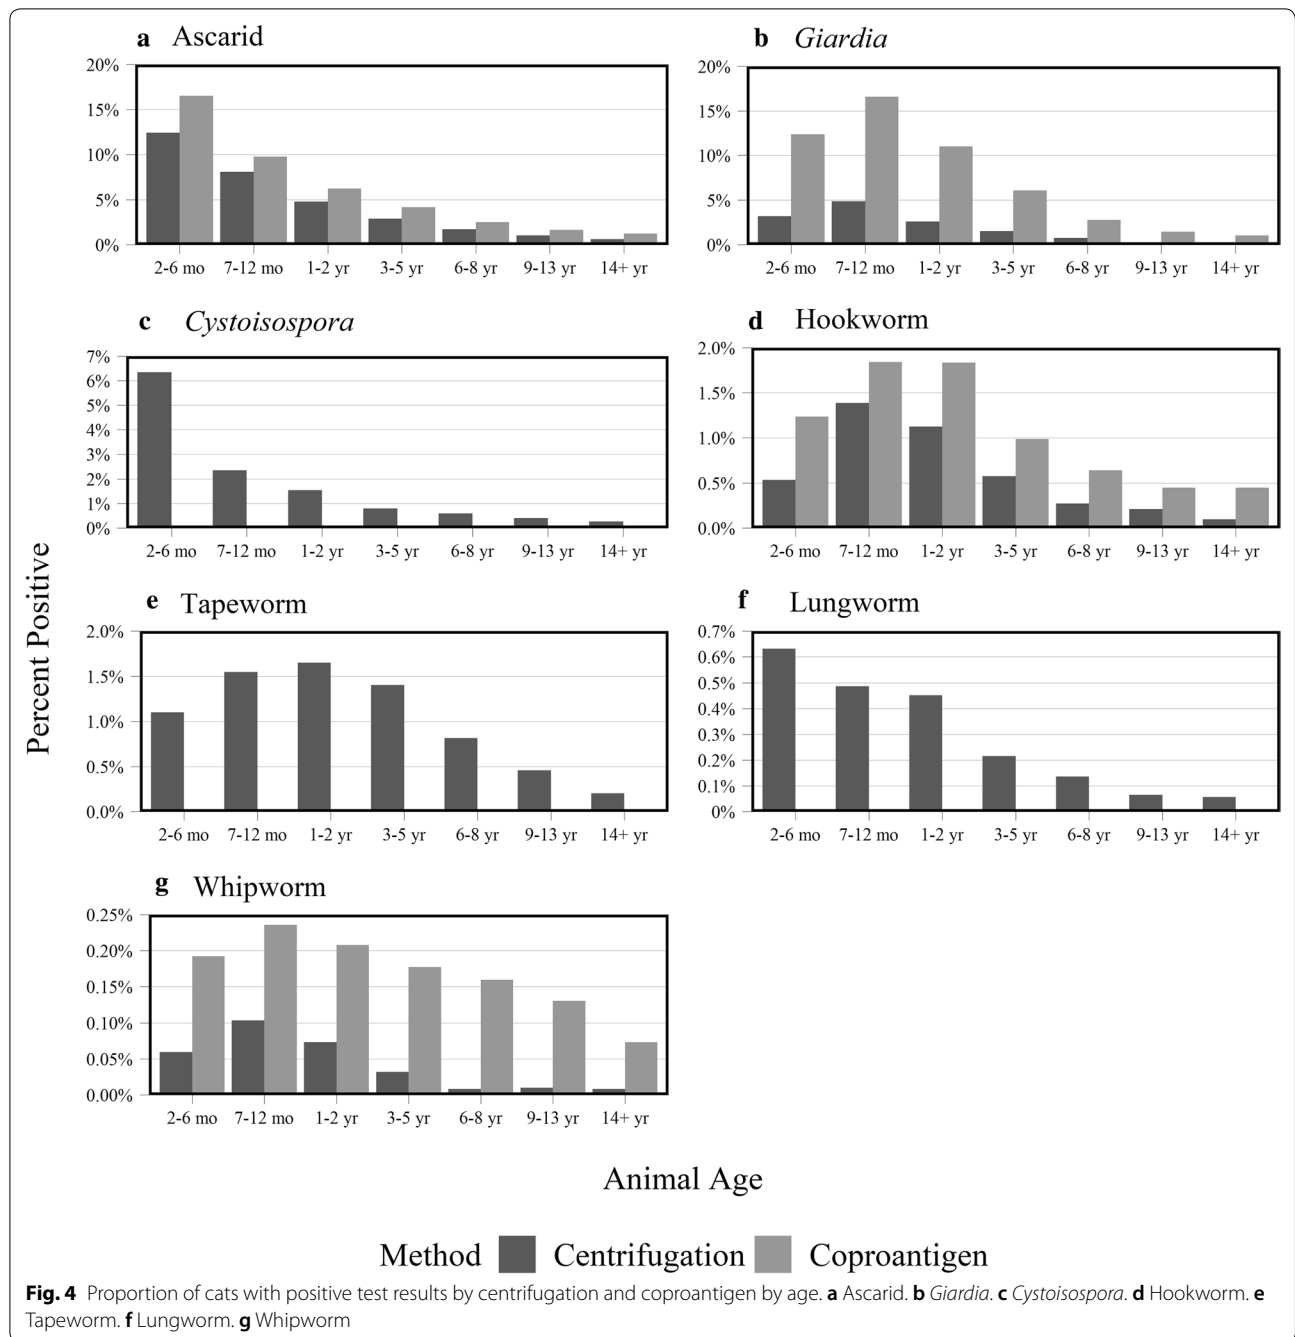 a Ascarid
20%
15%
10%
5%
0%
2-6 mo 7-12 mo 1-2 yr 3-5 yr 6-8 yr 9-13 yr 14+ yr
b Giardia
20%
15%
10%
5%
0%
2-6 mo 7-12 mo 1-2 yr 3-5 yr 6-8 yr 9-13 yr 14+ yr
c Cystoisospora
7%
6%
5%
4%
3%
2%
1%
0%
2-6 mo 7-12 mo 1-2 yr 3-5 yr 6-8 yr 9-13 yr 14+ yr
d Hookworm
2.0%
1.5%
1.0%
0.5%
0.0%
2-6 mo 7-12 mo 1-2 yr 3-5 yr 6-8 yr 9-13 yr 14+ yr
Percent Positive
e Tapeworm
2.0%
1.5%
1.0%
0.5%
0.0%
2-6 mo 7-12 mo 1-2 yr 3-5 yr 6-8 yr 9-13 yr 14+ yr
f Lungworm
0.7%
0.6%
0.5%
0.4%
0.3%
0.2%
0.1%
0%
2-6 mo 7-12 mo 1-2 yr 3-5 yr 6-8 yr 9-13 yr 14+ yr
g Whipworm
0.25%
0.20%
0.15%
0.10%
0.05%
0.00%
2-6 mo 7-12 mo 1-2 yr 3-5 yr 6-8 yr 9-13 yr 14+ yr
Animal Age
Method Centrifugation Coproantigen
Fig. 4 Proportion of cats with positive test results by centrifugation and coproantigen by age. a Ascarid. b Giardia. c Cystoisospora. d Hookworm. e
Tapeworm. f Lungworm. g Whipworm